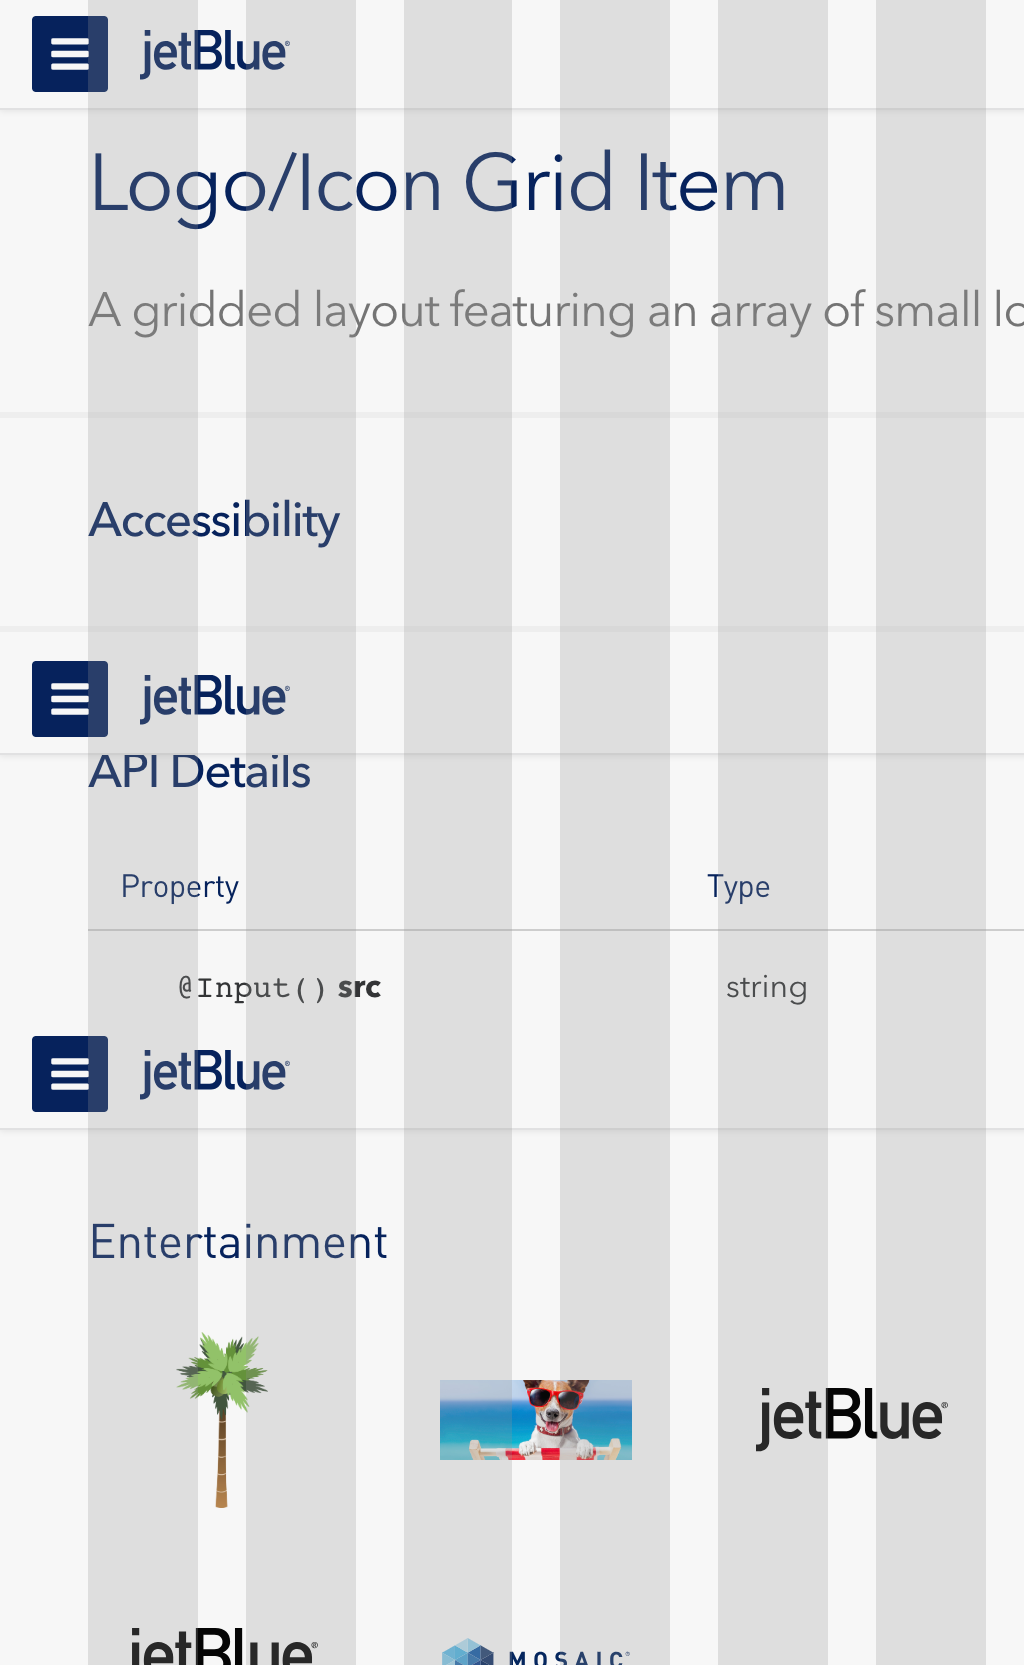 jetBlue®
Logo/Icon Grid Item
A gridded layout featuring an array of small
Accessibility
jetBlue®
API Details
Property Type
@Input() src string
jetBlue®
Entertainment
jetBlue®
jetBlue® MOSAIC®